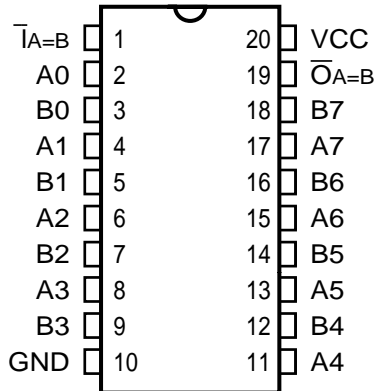 I̅A=B 1 20 VCC
A0 2 19 O̅A=B
B0 3 18 B7
A1 4 17 A7
B1 5 16 B6
A2 6 15 A6
B2 7 14 B5
A3 8 13 A5
B3 9 12 B4
GND 10 11 A4